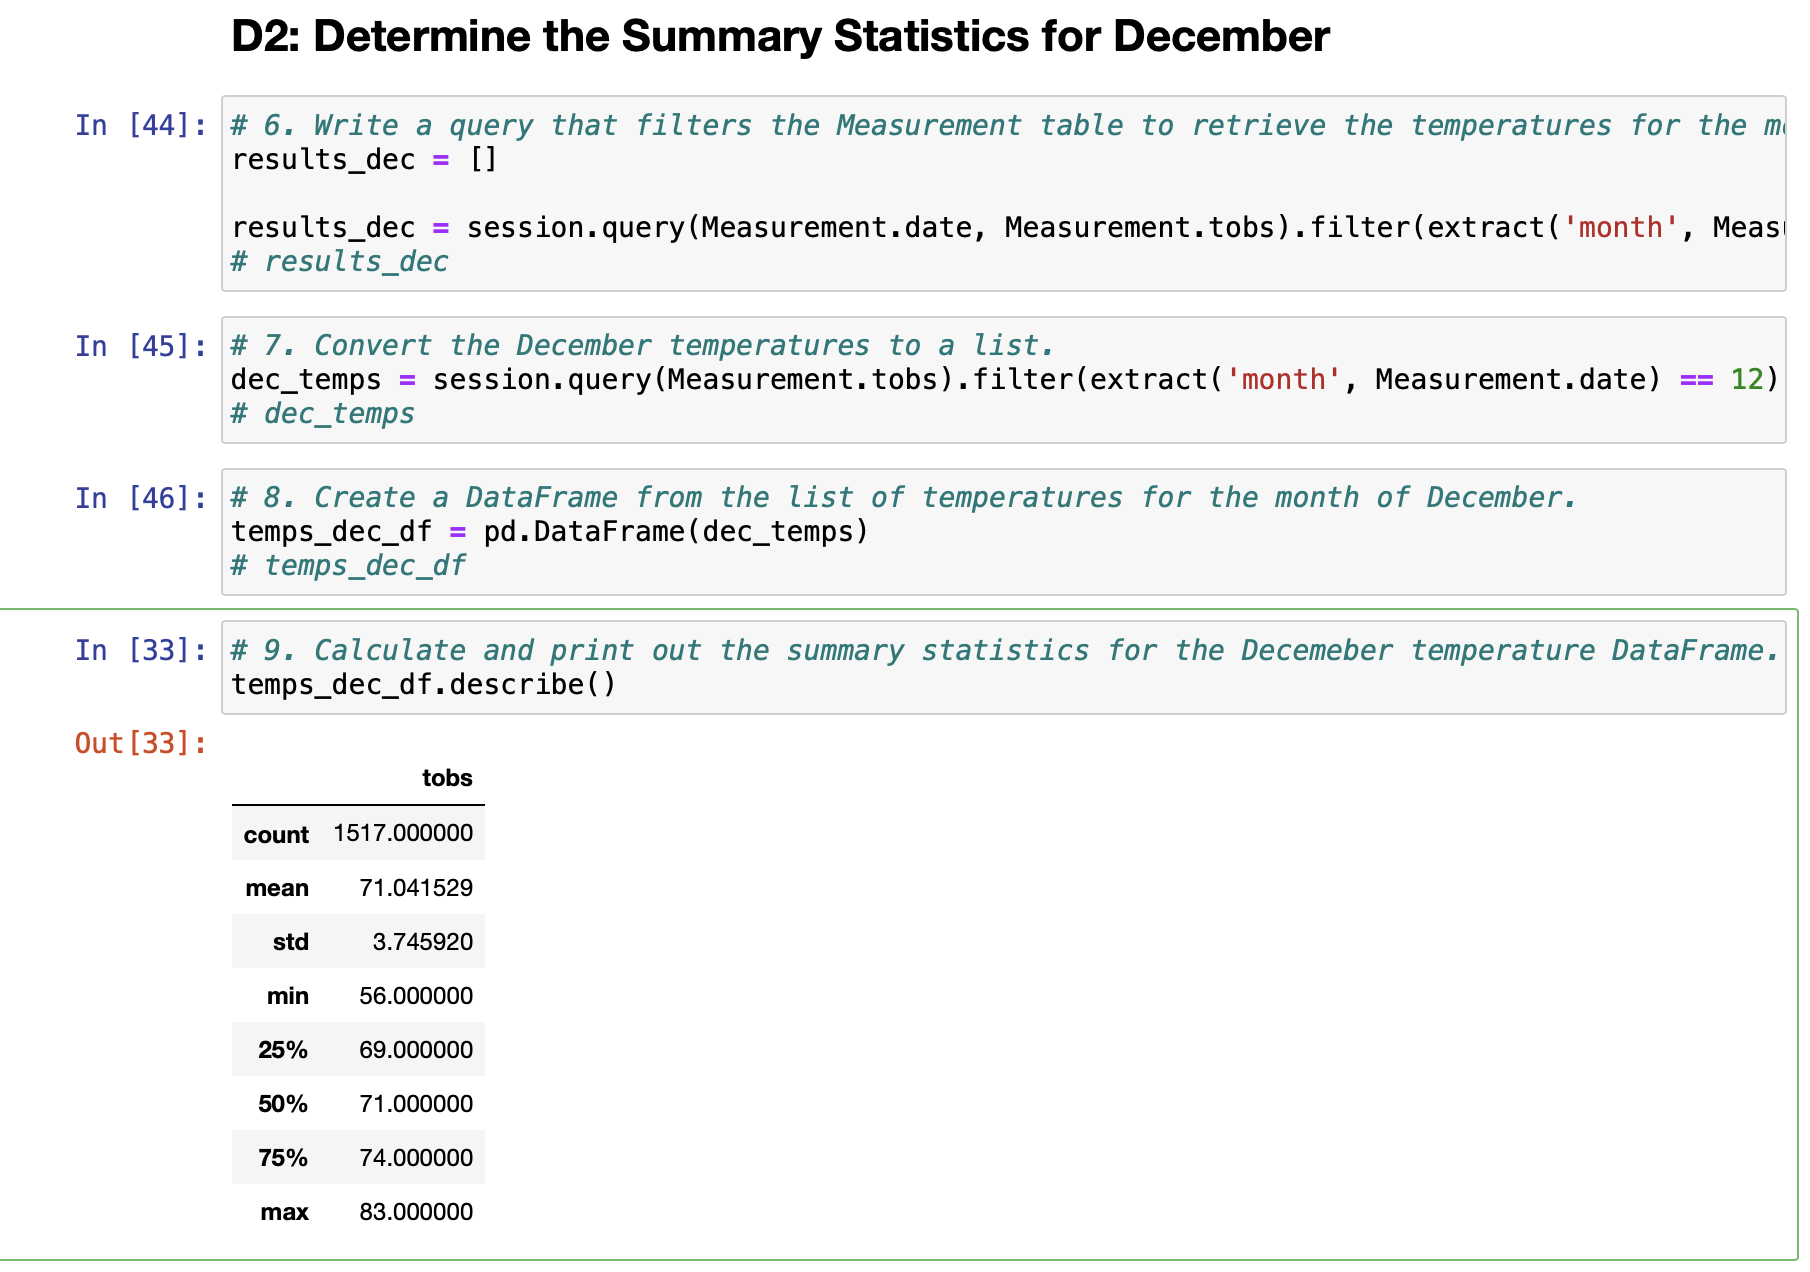 D2: Determine the Summary Statistics for December
In [44]: # 6. Write a query that filters the Measurement table to retrieve the temperatures for the
results_dec = []
results_dec = session.query(Measurement.date, Measurement.tobs).filter(extract('month',
# results_dec
In [45]: # 7. Convert the December temperatures to a list.
dec_temps = session.query(Measurement.tobs).filter(extract('month', Measurement.date) == 12)
# dec_temps
In [46]: # 8. Create a DataFrame from the list of temperatures for the month of December.
temps_dec_df = pd.DataFrame(dec_temps)
# temps_dec_df
In [33]: # 9. Calculate and print out the summary statistics for the Decemeber temperature DataFrame.
temps_dec_df.describe()
Out[33]:
tobs
count 1517.000000
mean 71.041529
std 3.745920
min 56.000000
25% 69.000000
50% 71.000000
75% 74.000000
max 83.000000